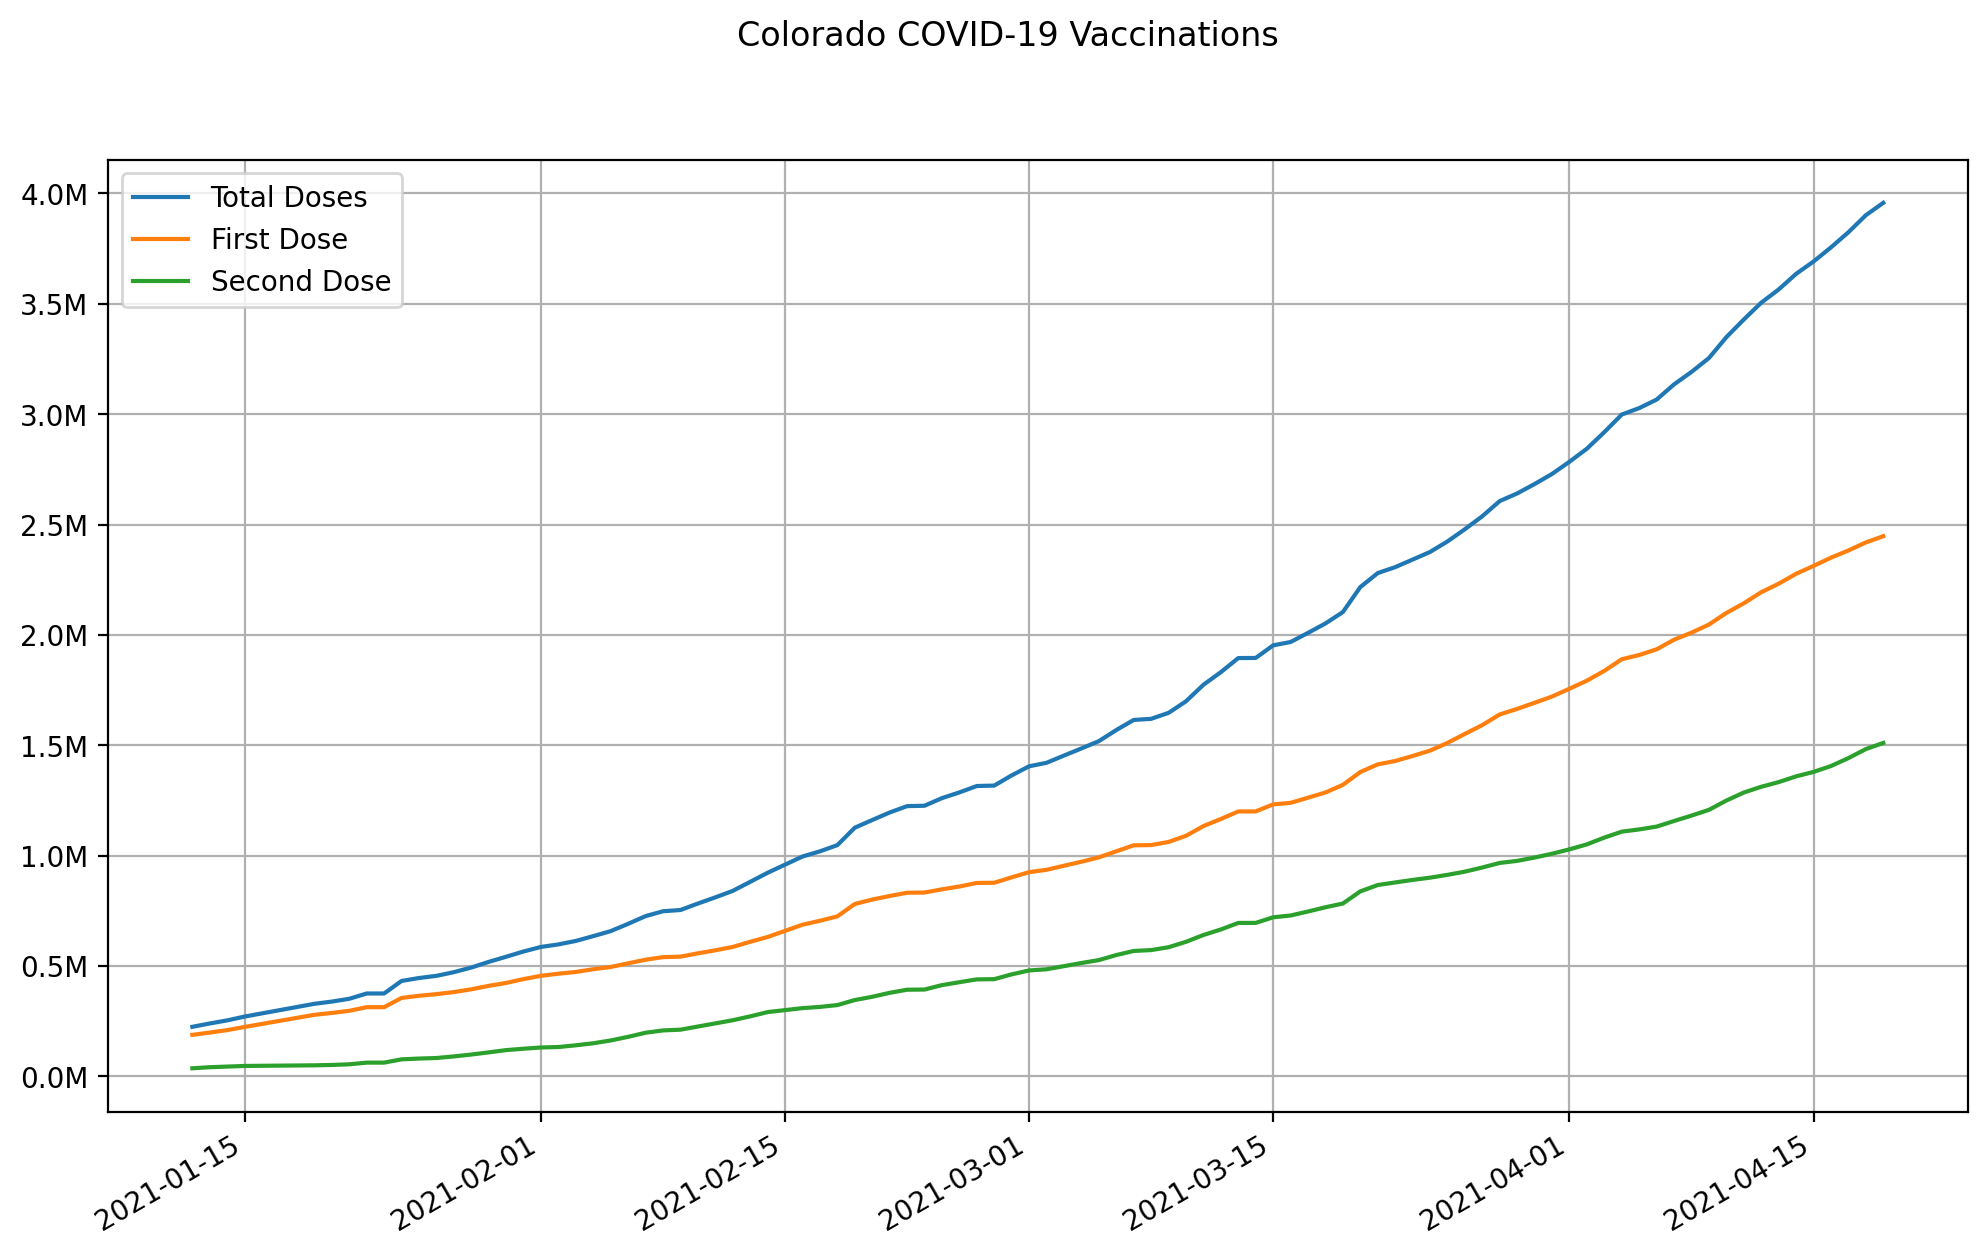 Colorado COVID-19 Vaccinations
4.0M
3.5M
3.0M
2.5M
2.0M
1.5M
1.0M
0.5M
0.0M
Total Doses
First Dose
Second Dose
2021-01-15
2021-02-01
2021-02-15
2021-03-01
2021-03-15
2021-04-01
2021-04-15